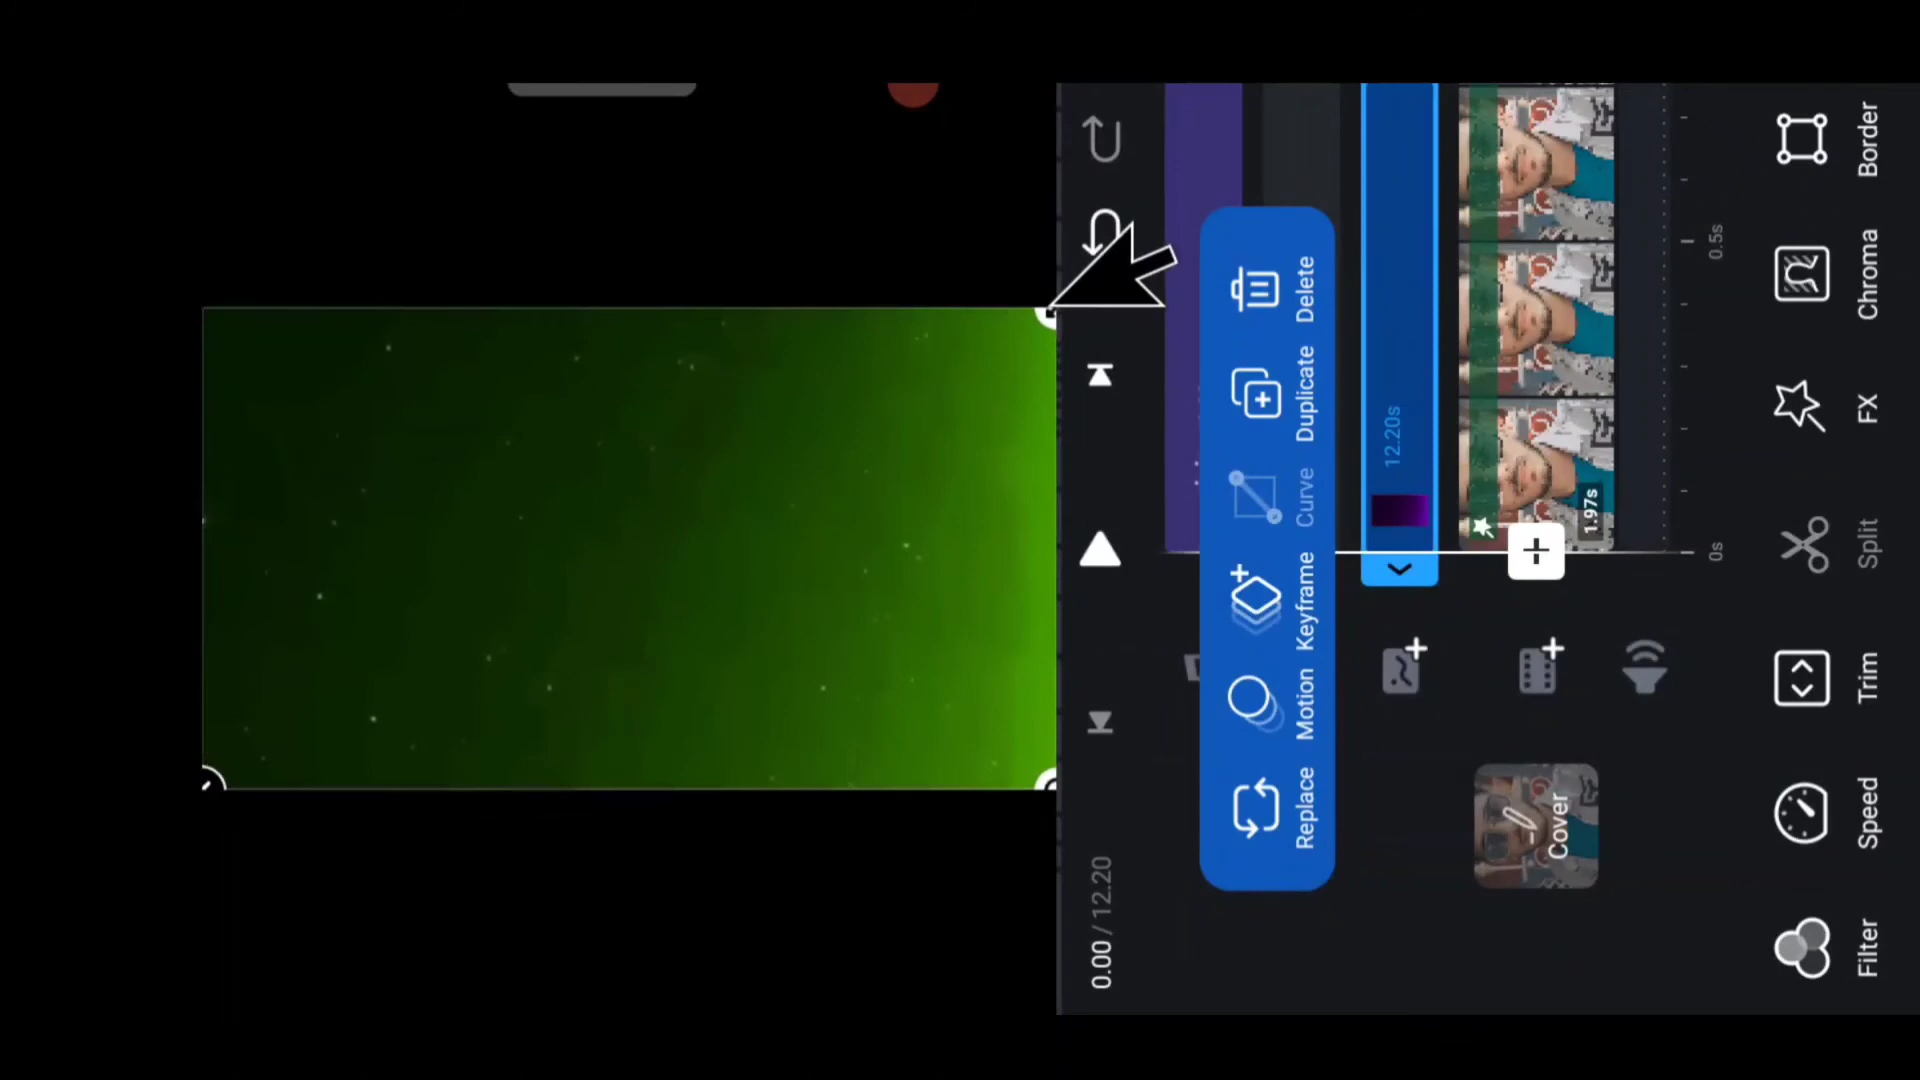 0.00 / 12.20
Replace
Motion
Keyframe
Curve
Duplicate
Delete
12.20s
1.97s
Cover
0s
0.5s
Filter
Speed
Trim
Split
FX
Chroma
Border